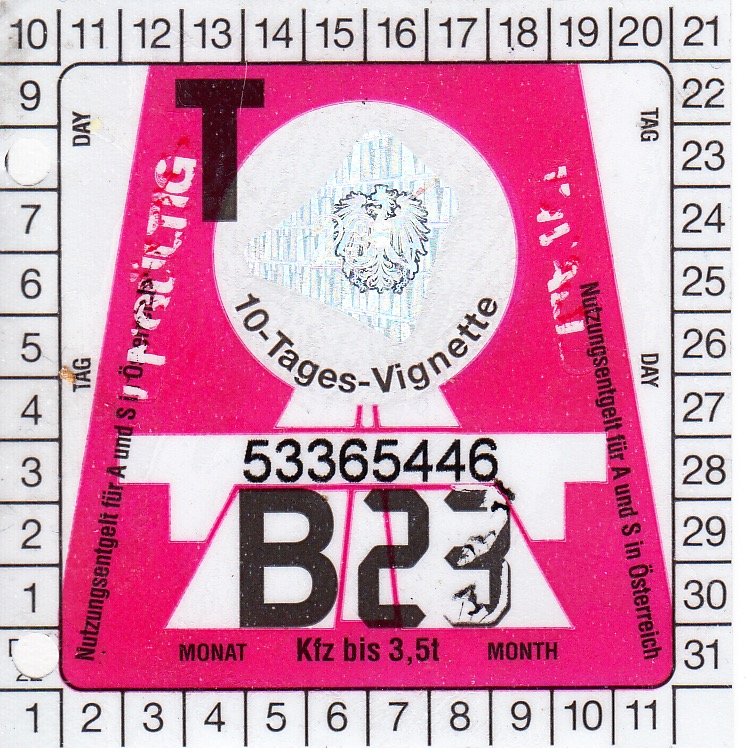 10 11 12 13 14 15 16 17 18 19 20 21
9
7
6
5
4
3
2
1
22
23
24
25
26
27
28
29
30
31
DAY
TAG
TAG
DAY
T
10-Tages-Vignette
Nutzungsentgelt für A und S in Österreich
Nutzungsentgelt für A und S in Österreich
53365446
B23
MONAT Kfz bis 3,5t MONTH
1 2 3 4 5 6 7 8 9 10 11